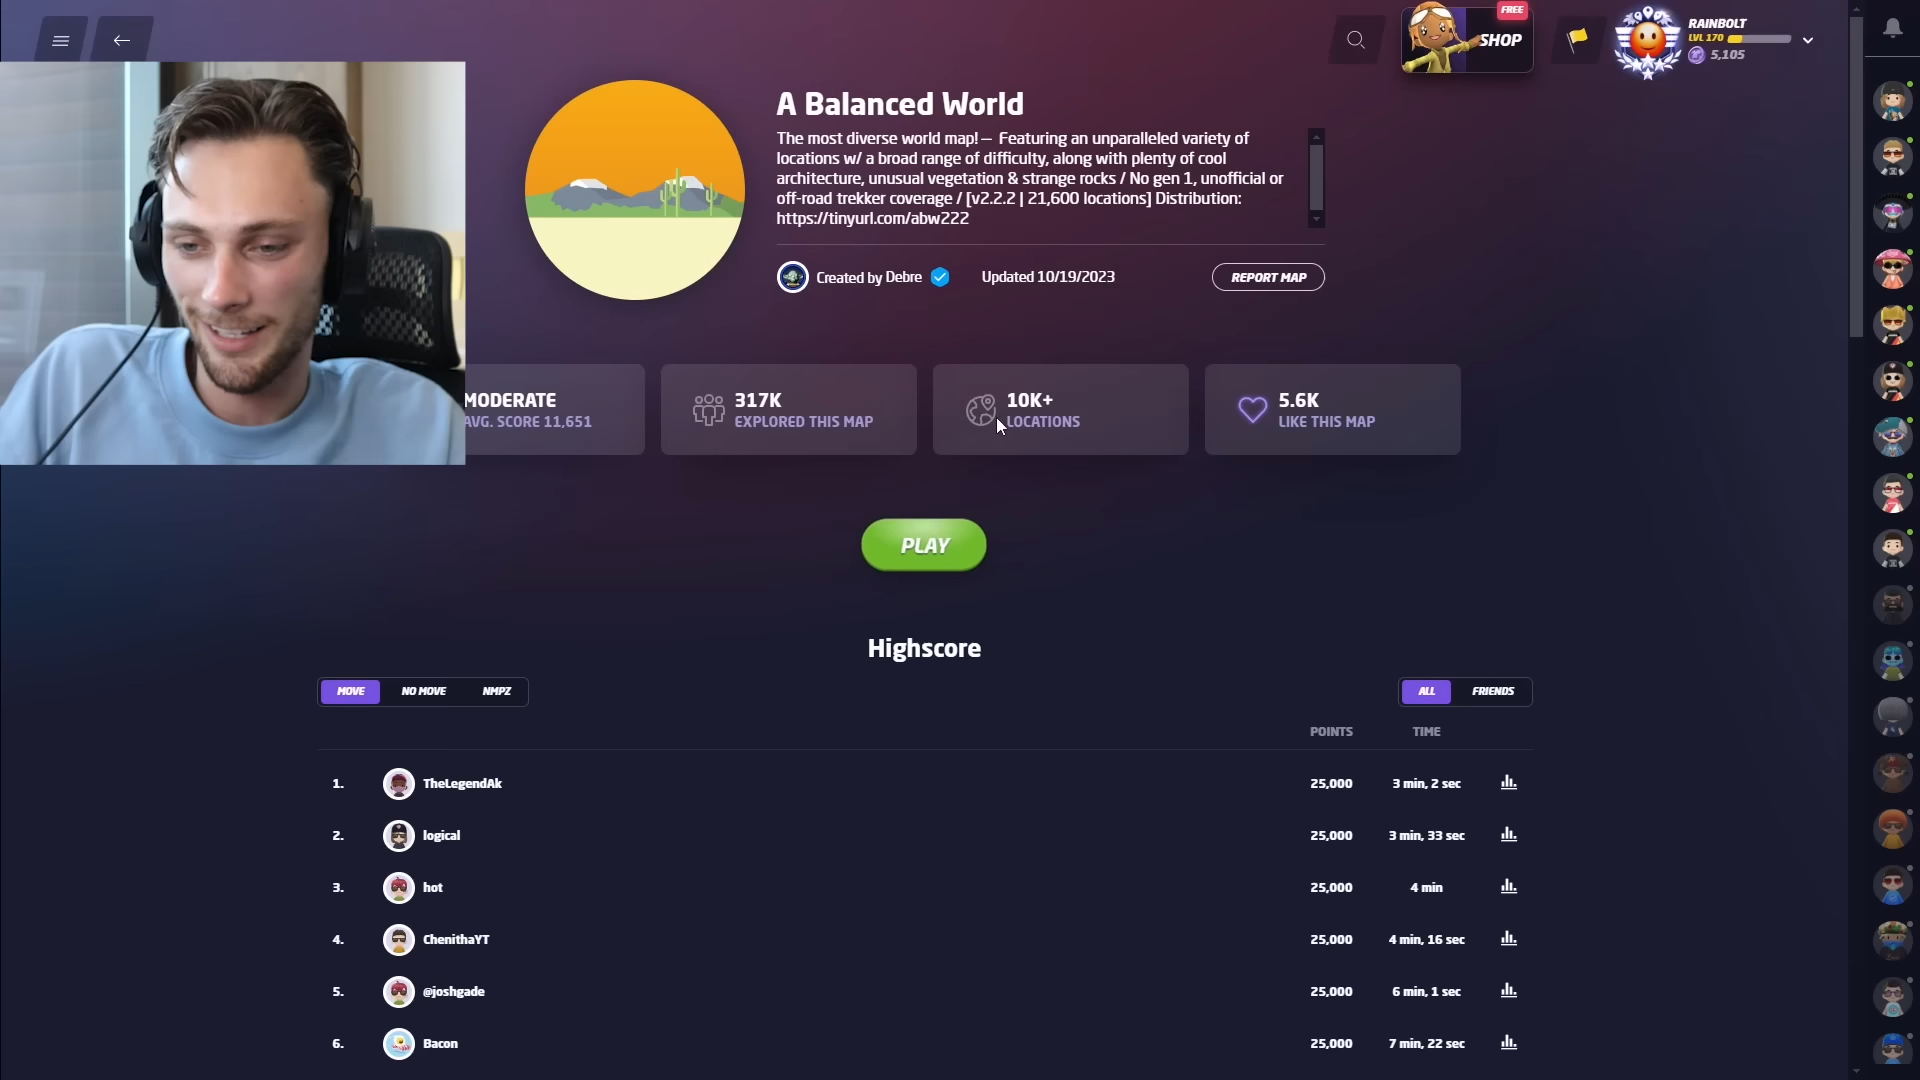 FREE
SHOP
RAINBOLT
LVL 170
5,105
A Balanced World
The most diverse world map! — Featuring an unparalleled variety of
locations w/ a broad range of difficulty, along with plenty of cool
architecture, unusual vegetation & strange rocks / No gen 1, unofficial or
off-road trekker coverage / [v2.2.2 | 21,600 locations] Distribution:
https://tinyurl.com/abw222
Created by Debre
Updated 10/19/2023
REPORT MAP
MODERATE
AVG. SCORE 11,651
317K
EXPLORED THIS MAP
10K+
LOCATIONS
5.6K
LIKE THIS MAP
PLAY
Highscore
MOVE NO MOVE NMPZ
ALL FRIENDS
POINTS TIME
1. TheLegendAk 25,000 3 min, 2 sec
2. logical 25,000 3 min, 33 sec
3. hot 25,000 4 min
4. ChenithaYT 25,000 4 min, 16 sec
5. @joshgade 25,000 6 min, 1 sec
6. Bacon 25,000 7 min, 22 sec